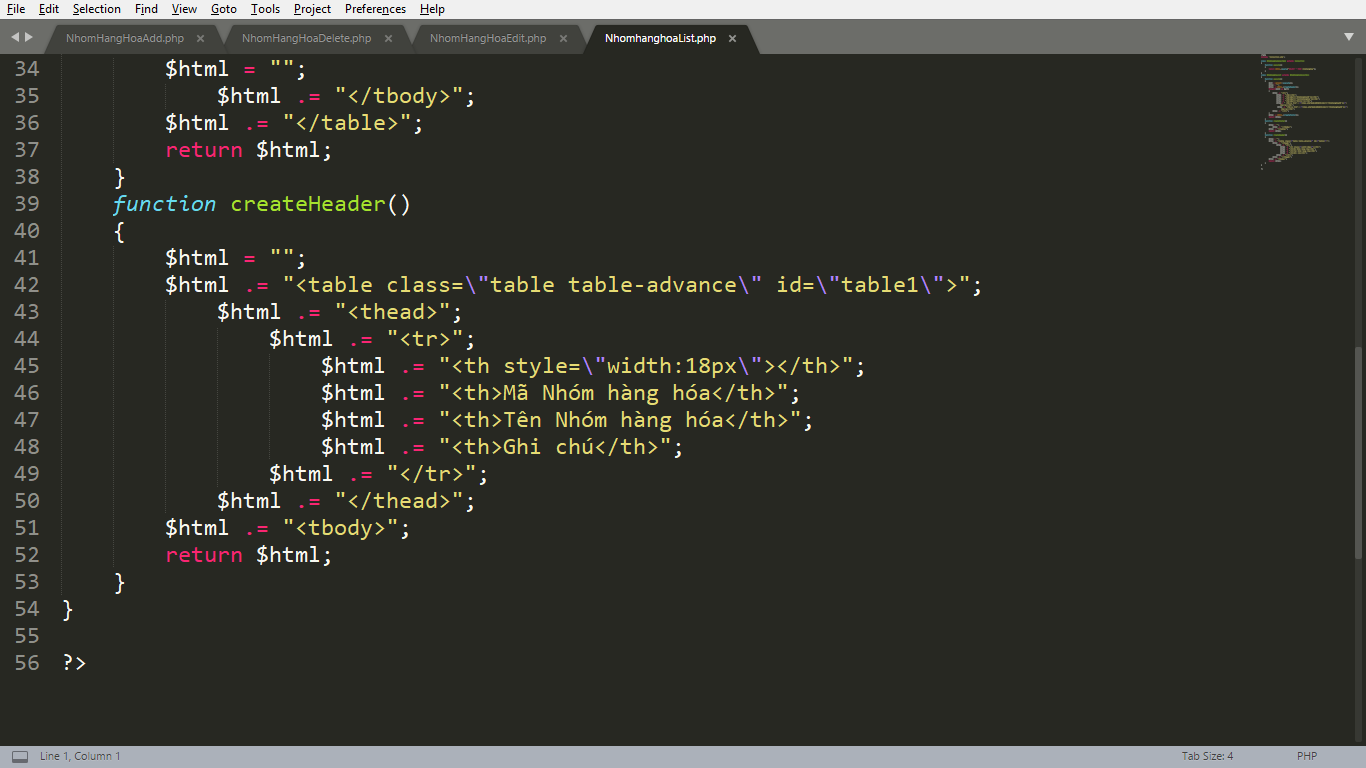 File Edit Selection Find View Goto Tools Project Preferences Help
NhomHangHoaAdd.php × NhomHangHoaDelete.php × NhomHangHoaEdit.php × NhomhanghoaList.php ×
34 $html = "";
35 $html .= "</tbody>";
36 $html .= "</table>";
37 return $html;
38 }
39 function createHeader()
40 {
41 $html = "";
42 $html .= "<table class=\"table table-advance\" id=\"table1\">";
43 $html .= "<thead>";
44 $html .= "<tr>";
45 $html .= "<th style=\"width:18px\"></th>";
46 $html .= "<th>Mã Nhóm hàng hóa</th>";
47 $html .= "<th>Tên Nhóm hàng hóa</th>";
48 $html .= "<th>Ghi chú</th>";
49 $html .= "</tr>";
50 $html .= "</thead>";
51 $html .= "<tbody>";
52 return $html;
53 }
54 }
55
56 ?>
Line 1, Column 1 Tab Size: 4 PHP